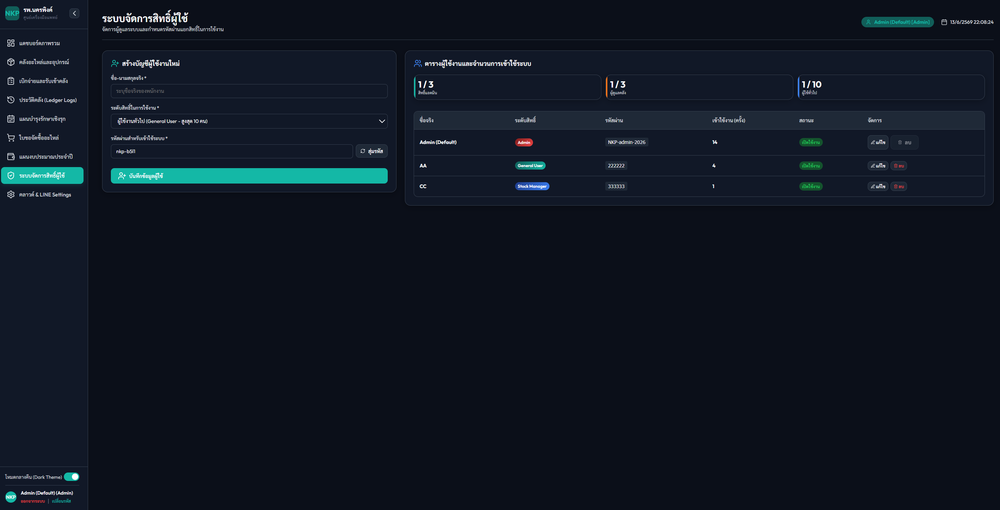 NKP
รพ.นครพิงค์
ศูนย์เครื่องมือแพทย์
แดชบอร์ดภาพรวม
คลังอะไหล่และอุปกรณ์
เบิกจ่ายและรับเข้าคลัง
ประวัติคลัง (Ledger Logs)
แผนบำรุงรักษาเชิงรุก
ใบขอจัดซื้ออะไหล่
แผนงบประมาณประจำปี
ระบบจัดการสิทธิ์ผู้ใช้
คลาวด์ & LINE Settings
โหมดกลางคืน (Dark Theme)
NKP
Admin (Default) (Admin)
ออกจากระบบ | เปลี่ยนรหัส
ระบบจัดการสิทธิ์ผู้ใช้
จัดการผู้ดูแลระบบและกำหนดรหัสผ่านแยกสิทธิ์ในการใช้งาน
Admin (Default) [Admin]
13/6/2569 22:08:24
สร้างบัญชีผู้ใช้งานใหม่
ชื่อ-นามสกุลจริง *
ระบุชื่อจริงของพนักงาน
ระดับสิทธิ์ในการใช้งาน *
ผู้ใช้งานทั่วไป (General User - สูงสุด 10 คน)
รหัสผ่านสำหรับเข้าใช้ระบบ *
nkp-b5l1
สุ่มรหัส
บันทึกข้อมูลผู้ใช้
ตารางผู้ใช้งานและจำนวนการเข้าใช้ระบบ
1 / 3
สิทธิ์แอดมิน
1 / 3
ผู้ดูแลคลัง
1 / 10
ผู้ใช้ทั่วไป
ชื่อจริง ระดับสิทธิ์ รหัสผ่าน เข้าใช้งาน (ครั้ง) สถานะ จัดการ
Admin (Default) Admin NKP-admin-2026 14 เปิดใช้งาน แก้ไข ลบ
AA General User 222222 4 เปิดใช้งาน แก้ไข ลบ
CC Stock Manager 333333 1 เปิดใช้งาน แก้ไข ลบ